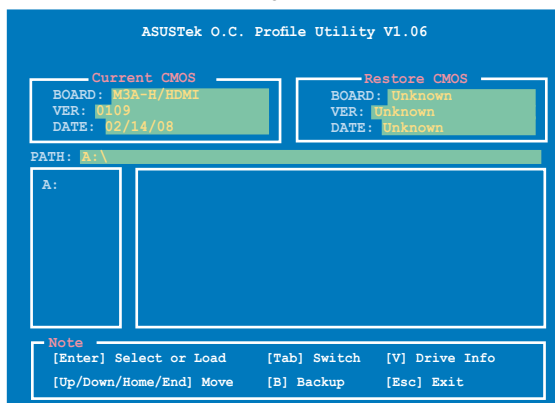 ASUSTek O.C. Profile Utility V1.06
Current CMOS
BOARD: M3A-H/HDMI
VER: 0109
DATE: 02/14/08
Restore CMOS
BOARD: Unknown
VER: Unknown
DATE: Unknown
PATH: A:\
A:
Note
[Enter] Select or Load [Tab] Switch [V] Drive Info
[Up/Down/Home/End] Move [B] Backup [Esc] Exit